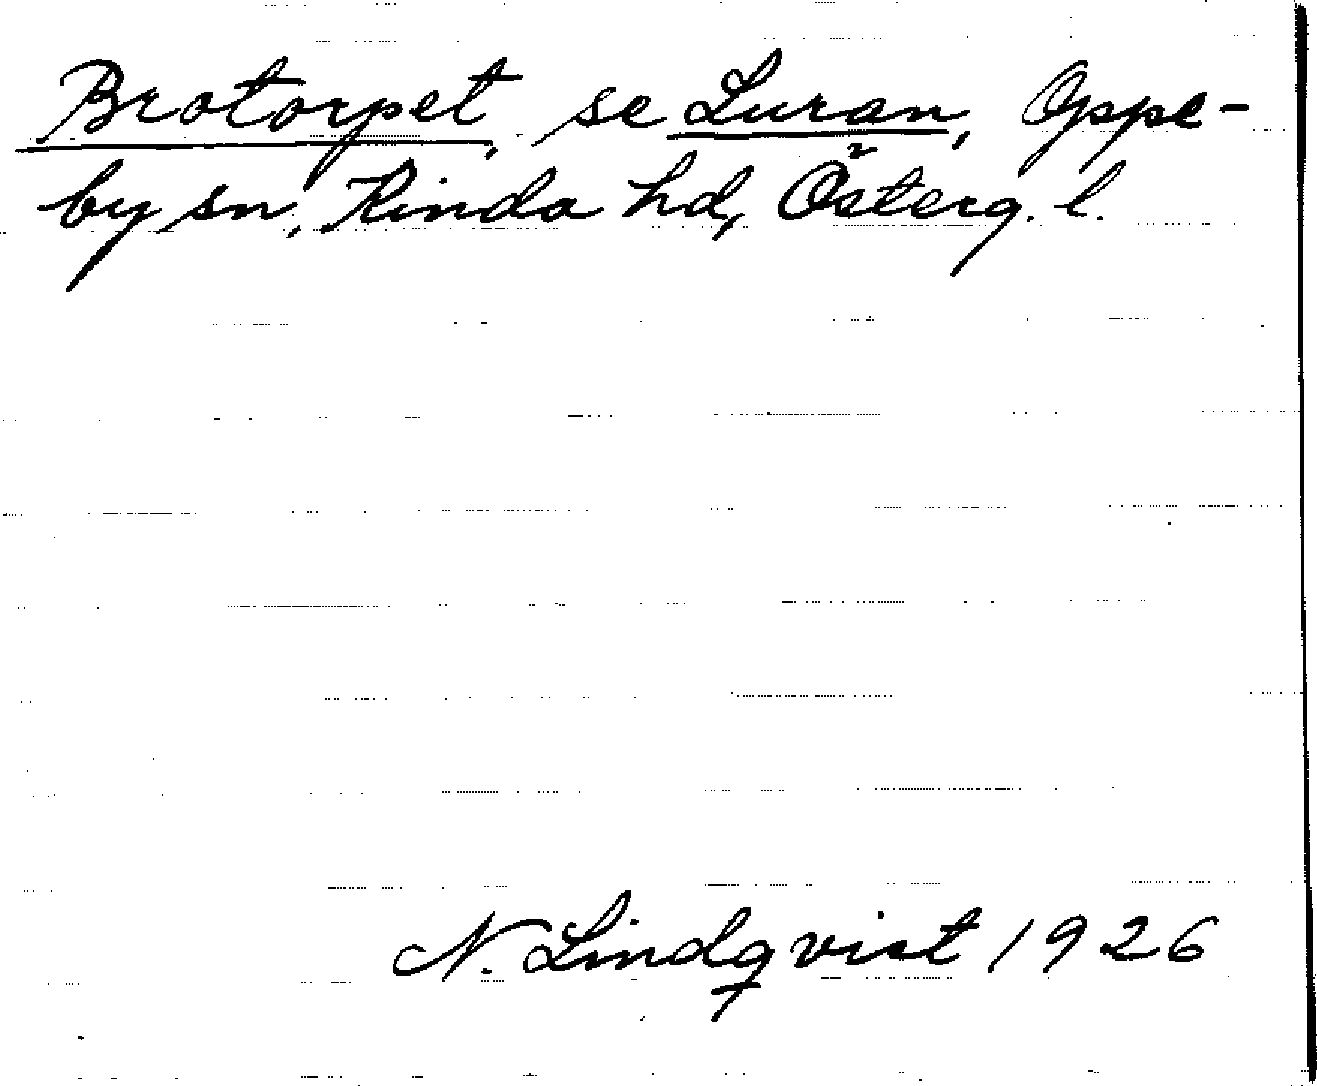 Brotorpet, se Luran, Oppe-
by sn, Kinda hd, Österg. l.
N. Lindqvist 1926